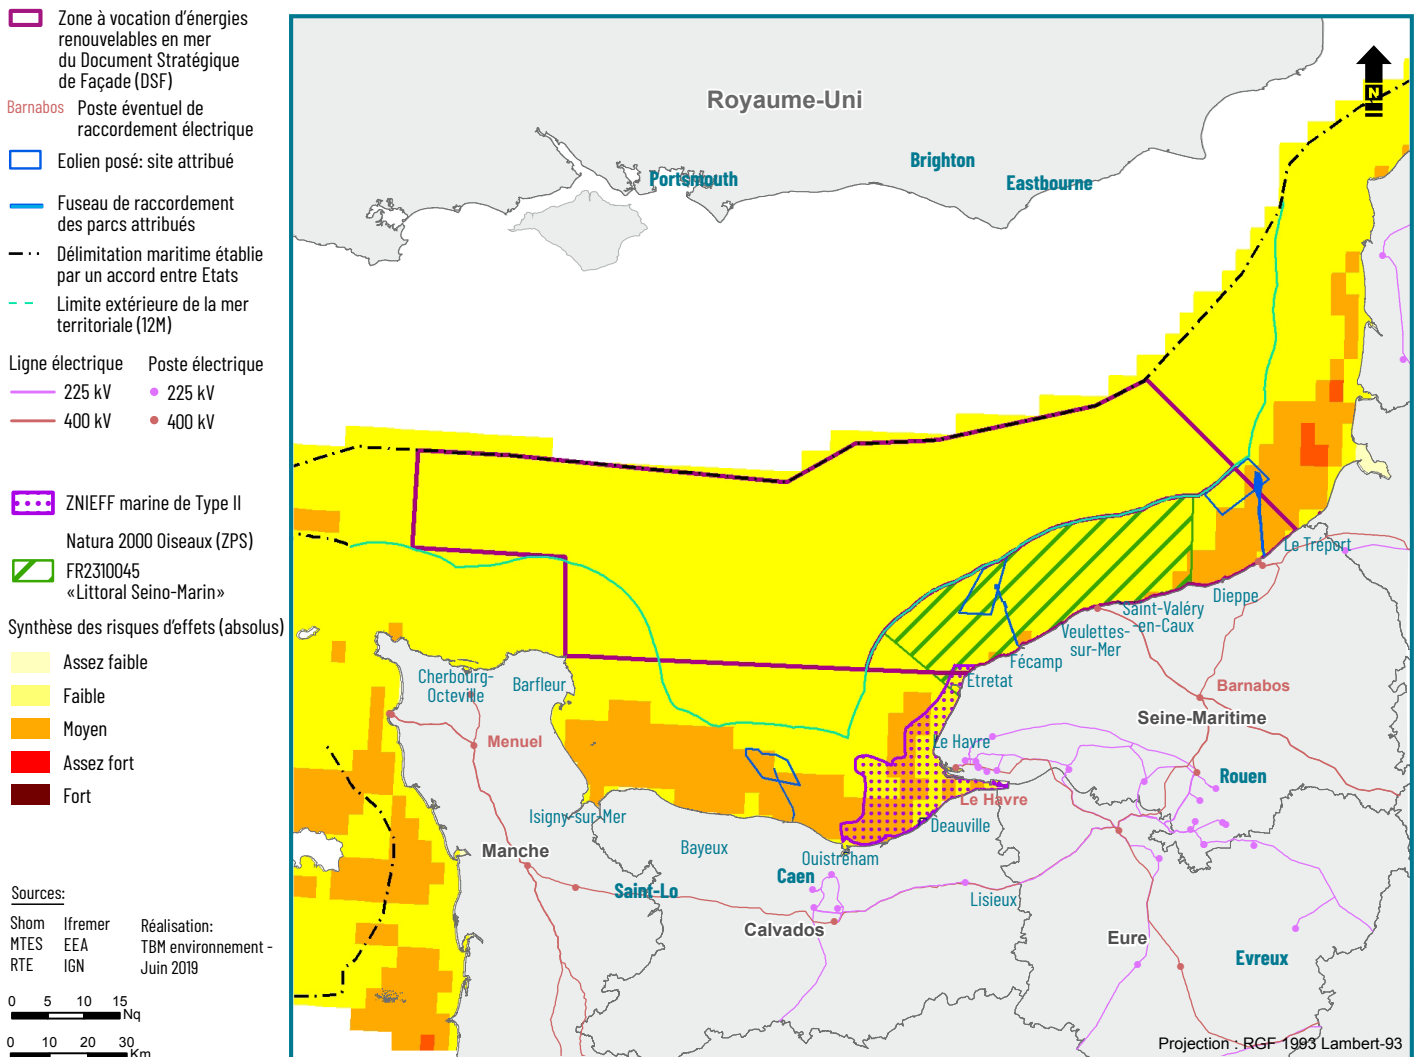 Zone à vocation d'énergies
renouvelables en mer
du Document Stratégique
de Façade (DSF)
Barnabos Poste éventuel de
raccordement électrique
Eolien posé: site attribué
Fuseau de raccordement
des parcs attribués
Délimitation maritime établie
par un accord entre Etats
Limite extérieure de la mer
territoriale (12M)
Ligne électrique Poste électrique
225 kV 225 kV
400 kV 400 kV
ZNIEFF marine de Type II
Natura 2000 Oiseaux (ZPS)
FR2310045
«Littoral Seino-Marin»
Synthèse des risques d'effets (absolus)
Assez faible
Faible
Moyen
Assez fort
Fort
Sources:
Shom Ifremer Réalisation:
MTES EEA TBM environnement -
RTE IGN Juin 2019
0 5 10 15
Nq
0 10 20 30
Km
N
Royaume-Uni
Brighton
Portsmouth
Eastbourne
Le Tréport
Dieppe
Saint-Valéry
-en-Caux
Veulettes-
sur-Mer
Fécamp
Etretat
Cherbourg-
Octeville
Barfleur
Barnabos
Seine-Maritime
Menuel
Le Havre
Rouen
Le Havre
Isigny-sur-Mer
Deauville
Manche
Bayeux
Ouistreham
Caen
Saint-Lo
Lisieux
Calvados
Eure
Evreux
Projection : RGF 1993 Lambert-93